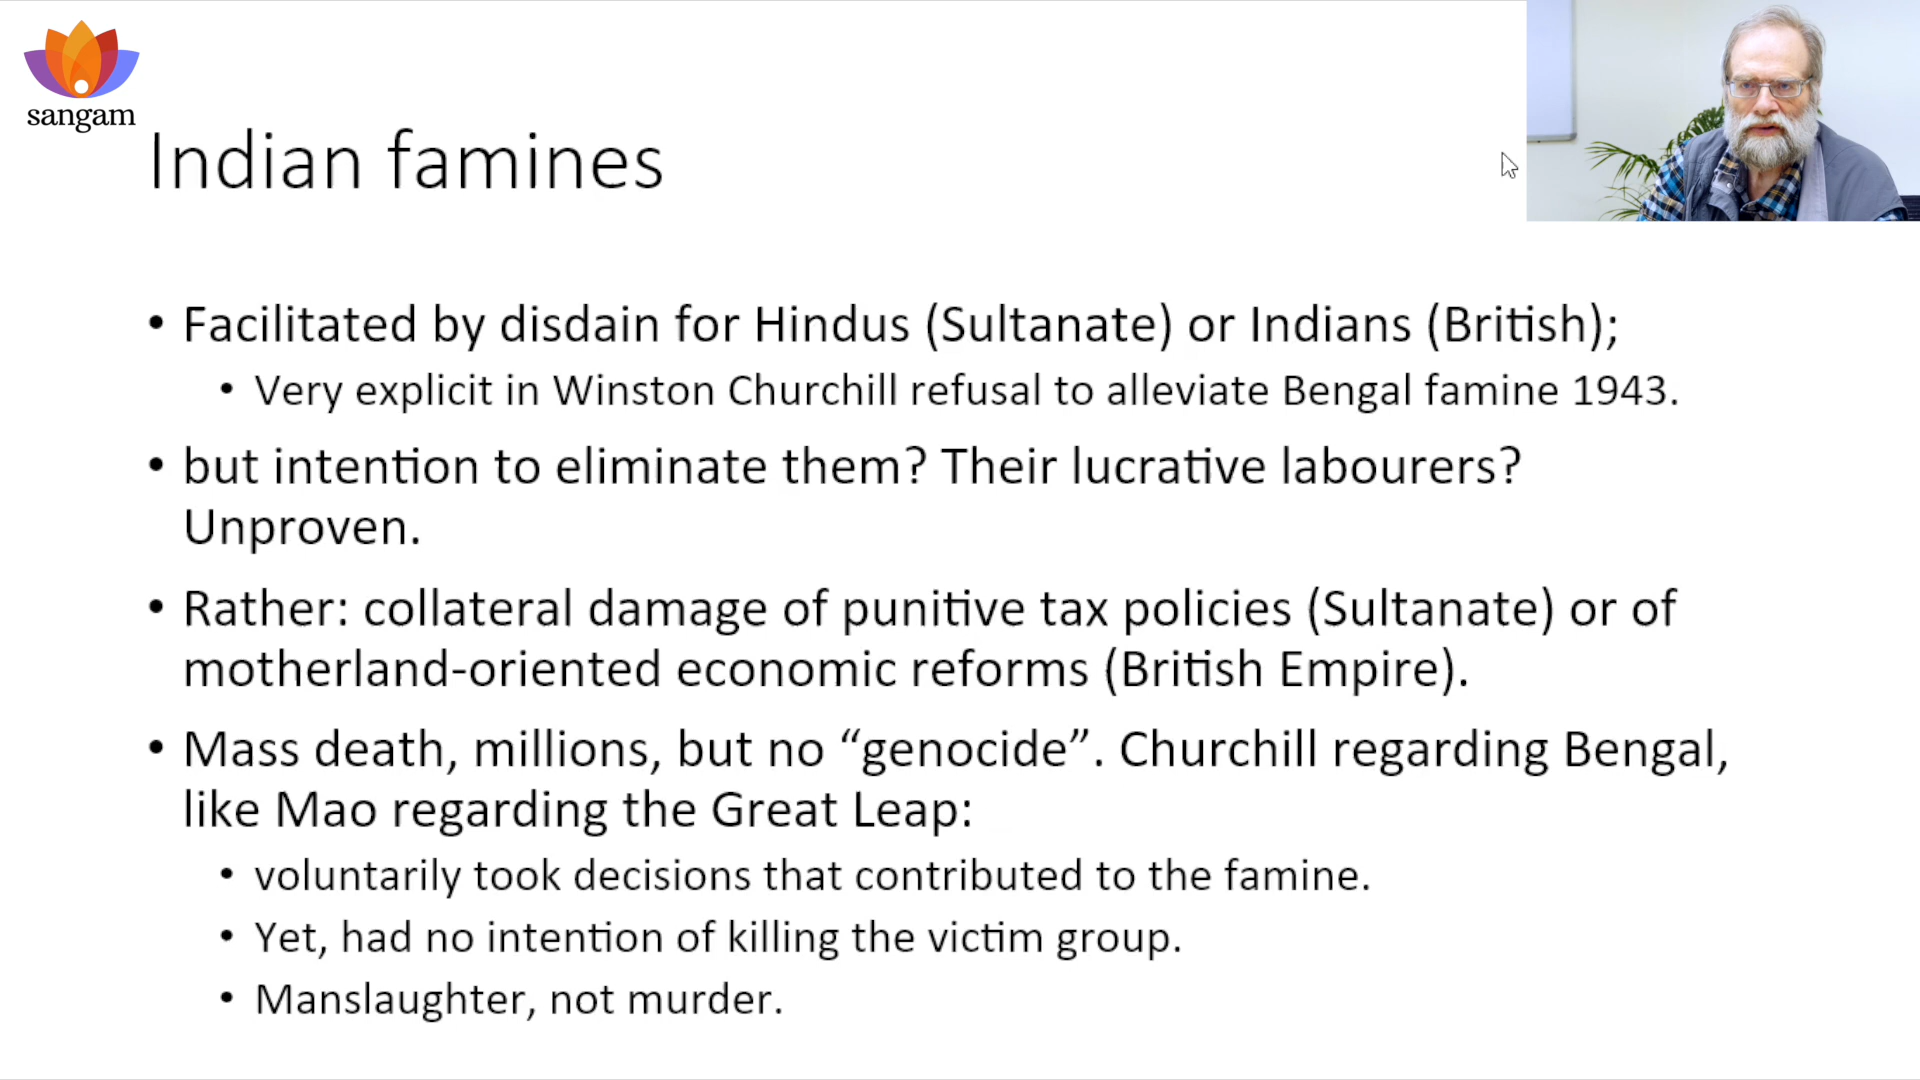 sangam
Indian famines
• Facilitated by disdain for Hindus (Sultanate) or Indians (British);
• Very explicit in Winston Churchill refusal to alleviate Bengal famine 1943.
• but intention to eliminate them? Their lucrative labourers?
Unproven.
• Rather: collateral damage of punitive tax policies (Sultanate) or of
motherland-oriented economic reforms (British Empire).
• Mass death, millions, but no “genocide”. Churchill regarding Bengal,
like Mao regarding the Great Leap:
• voluntarily took decisions that contributed to the famine.
• Yet, had no intention of killing the victim group.
• Manslaughter, not murder.